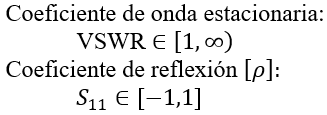 Coeficiente de onda estacionaria:
VSWR ∈ [1, ∞)
Coeficiente de reflexión [ρ]:
S₁₁ ∈ [−1,1]